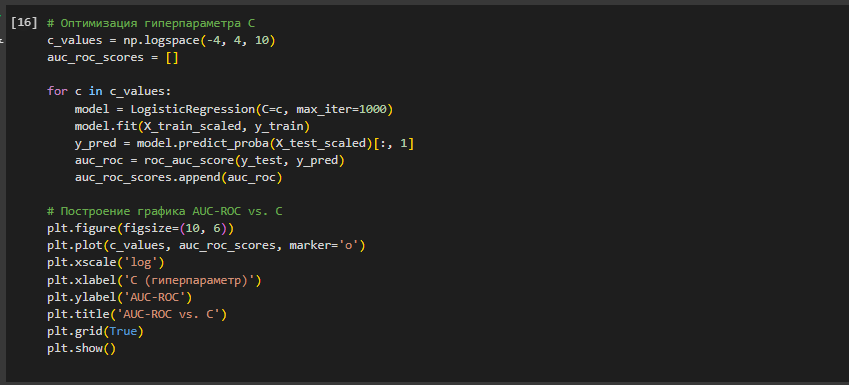 [16] # Оптимизация гиперпараметра C
c_values = np.logspace(-4, 4, 10)
auc_roc_scores = []

for c in c_values:
    model = LogisticRegression(C=c, max_iter=1000)
    model.fit(X_train_scaled, y_train)
    y_pred = model.predict_proba(X_test_scaled)[:, 1]
    auc_roc = roc_auc_score(y_test, y_pred)
    auc_roc_scores.append(auc_roc)

# Построение графика AUC-ROC vs. C
plt.figure(figsize=(10, 6))
plt.plot(c_values, auc_roc_scores, marker='o')
plt.xscale('log')
plt.xlabel('C (гиперпараметр)')
plt.ylabel('AUC-ROC')
plt.title('AUC-ROC vs. C')
plt.grid(True)
plt.show()